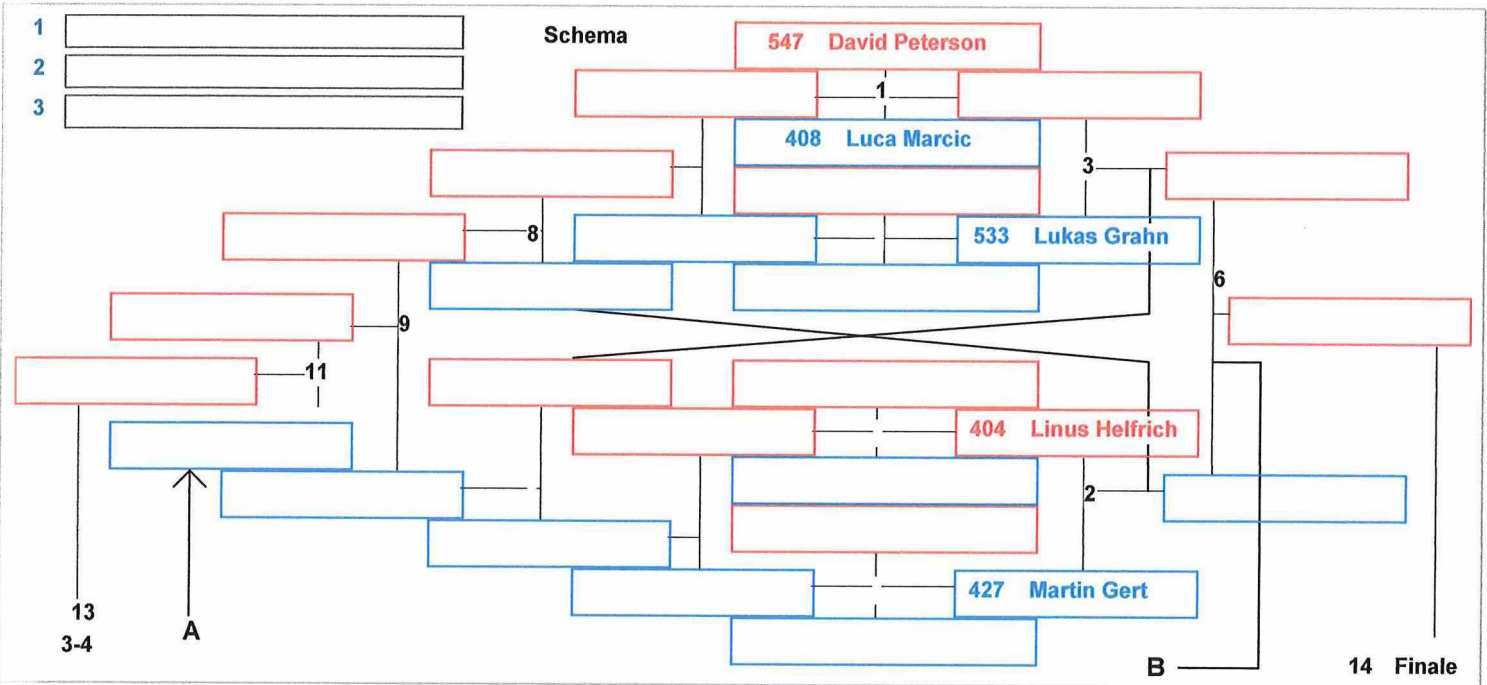 1
2
3
Schema
547 David Peterson
1
408 Luca Marcic
3
8
533 Lukas Grahn
6
9
11
404 Linus Helfrich
2
427 Martin Gert
13
3-4
A
B
14 Finale